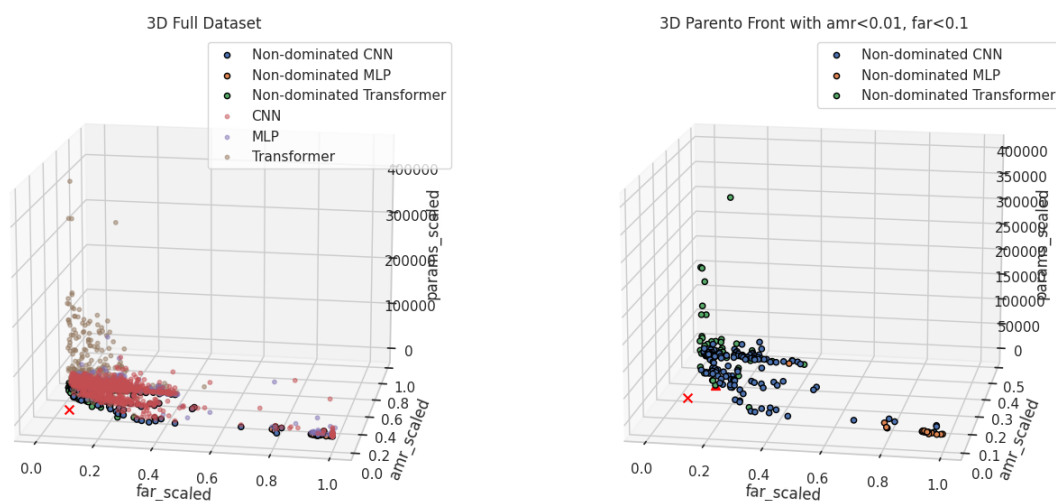 3D Full Dataset
Non-dominated CNN
Non-dominated MLP
Non-dominated Transformer
CNN
MLP
Transformer
400000
300000
200000
100000
0
params_scaled
1.0
0.8
0.6
0.4
0.2
0.0
amr_scaled
0.0
0.2
0.4
0.6
0.8
1.0
far_scaled
3D Parento Front with amr<0.01, far<0.1
Non-dominated CNN
Non-dominated MLP
Non-dominated Transformer
400000
350000
300000
250000
200000
150000
100000
50000
0
params_scaled
0.5
0.4
0.3
0.2
0.1
0.0
amr_scaled
0.0
0.2
0.4
0.6
0.8
1.0
far_scaled